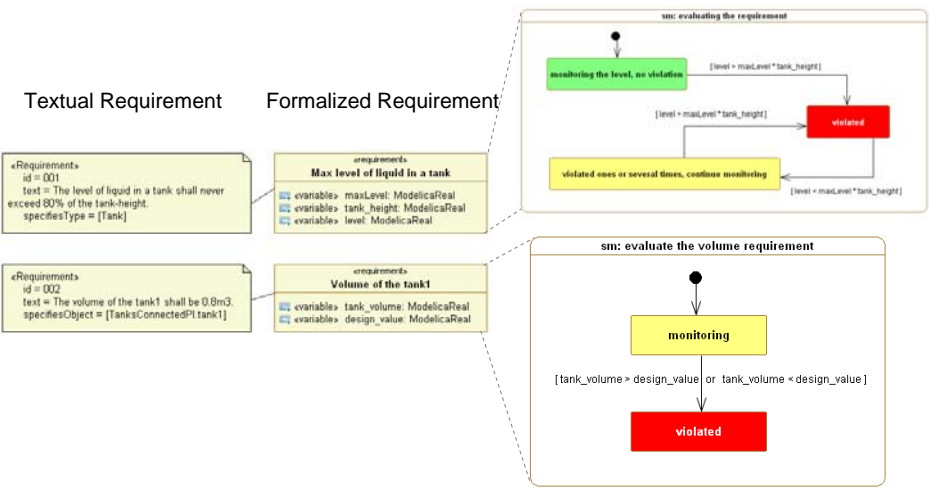 sm: evaluating the requirement
monitoring the level, no violation
[ level > maxLevel * tank_height]
violated
[level > maxLevel * tank_height]
violated ones or several times, continue monitoring
[level < maxLevel * tank_height]
Textual Requirement
Formalized Requirement
«Requirement»
id = 001
text = The level of liquid in a tank shall never
exceed 80% of the tank-height.
specifiesType = [Tank]
«requirement»
Max level of liquid in a tank
«variable» maxLevel: ModelicaReal
«variable» tank_height: ModelicaReal
«variable» level: ModelicaReal
«Requirement»
id = 002
text = The volume of the tank1 shall be 0.8m3.
specifiesObject = [TanksConnectedPI.tank1]
«requirement»
Volume of the tank1
«variable» tank_volume: ModelicaReal
«variable» design_value: ModelicaReal
sm: evaluate the volume requirement
monitoring
[ tank_volume > design_value or tank_volume < design_value ]
violated